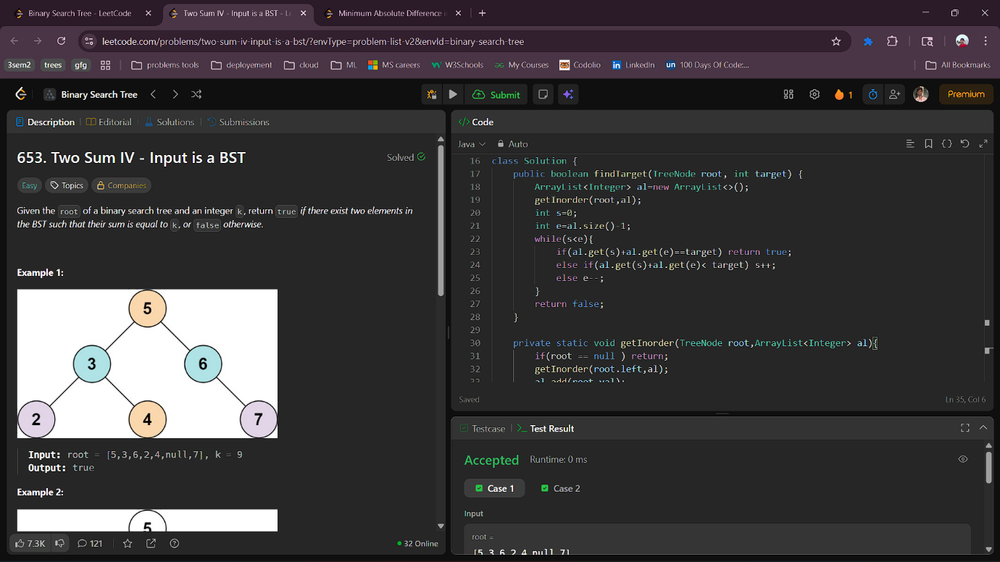 Binary Search Tree - LeetCode
Two Sum IV - Input is a BST - Le
Minimum Absolute Difference i
leetcode.com/problems/two-sum-iv-input-is-a-bst/?envType=problem-list-v2&envId=binary-search-tree
3sem2 trees gfg problems tools deployement cloud ML MS careers W3Schools My Courses Codolio LinkedIn un 100 Days Of Code:... All Bookmarks
Binary Search Tree Submit 1 Premium
Description Editorial Solutions Submissions
653. Two Sum IV - Input is a BST Solved
Easy Topics Companies
Given the root of a binary search tree and an integer k, return true if there exist two elements in
the BST such that their sum is equal to k, or false otherwise.
Example 1:
5
3 6
2 4 7
Input: root = [5,3,6,2,4,null,7], k = 9
Output: true
Example 2:
5
7.3K 121 32 Online
Code
Java Auto
16 class Solution {
17 public boolean findTarget(TreeNode root, int target) {
18 ArrayList<Integer> al=new ArrayList<>();
19 getInorder(root,al);
20 int s=0;
21 int e=al.size()-1;
22 while(s<e){
23 if(al.get(s)+al.get(e)==target) return true;
24 else if(al.get(s)+al.get(e)< target) s++;
25 else e--;
26 }
27 return false;
28 }
29
30 private static void getInorder(TreeNode root,ArrayList<Integer> al){
31 if(root == null ) return;
32 getInorder(root.left,al);
33 al.add(root.val);
Saved Ln 35, Col 6
Testcase Test Result
Accepted Runtime: 0 ms
Case 1 Case 2
Input
root =
[5,3,6,2,4,null,7]